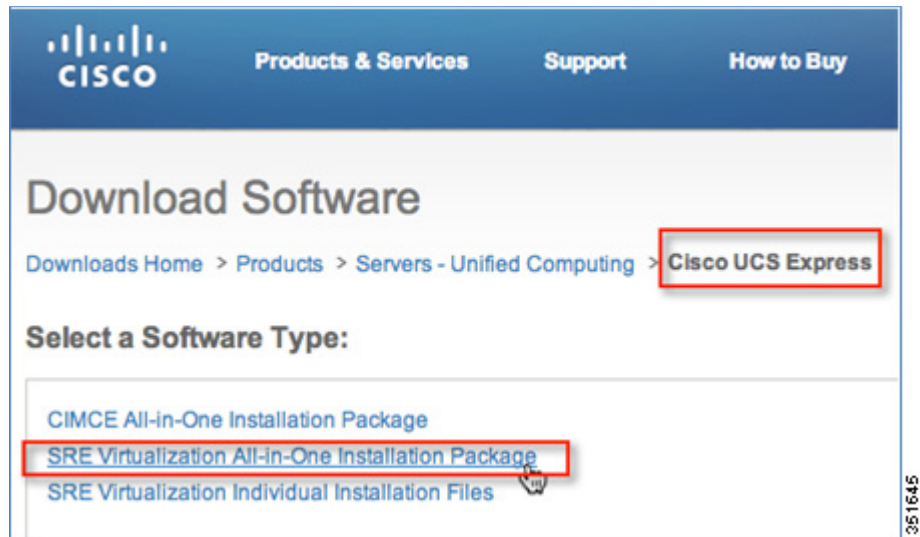 CISCO
Products & Services
Support
How to Buy
Download Software
Downloads Home > Products > Servers - Unified Computing > Cisco UCS Express
Select a Software Type:
CIMCE All-in-One Installation Package
SRE Virtualization All-in-One Installation Package
SRE Virtualization Individual Installation Files
351645